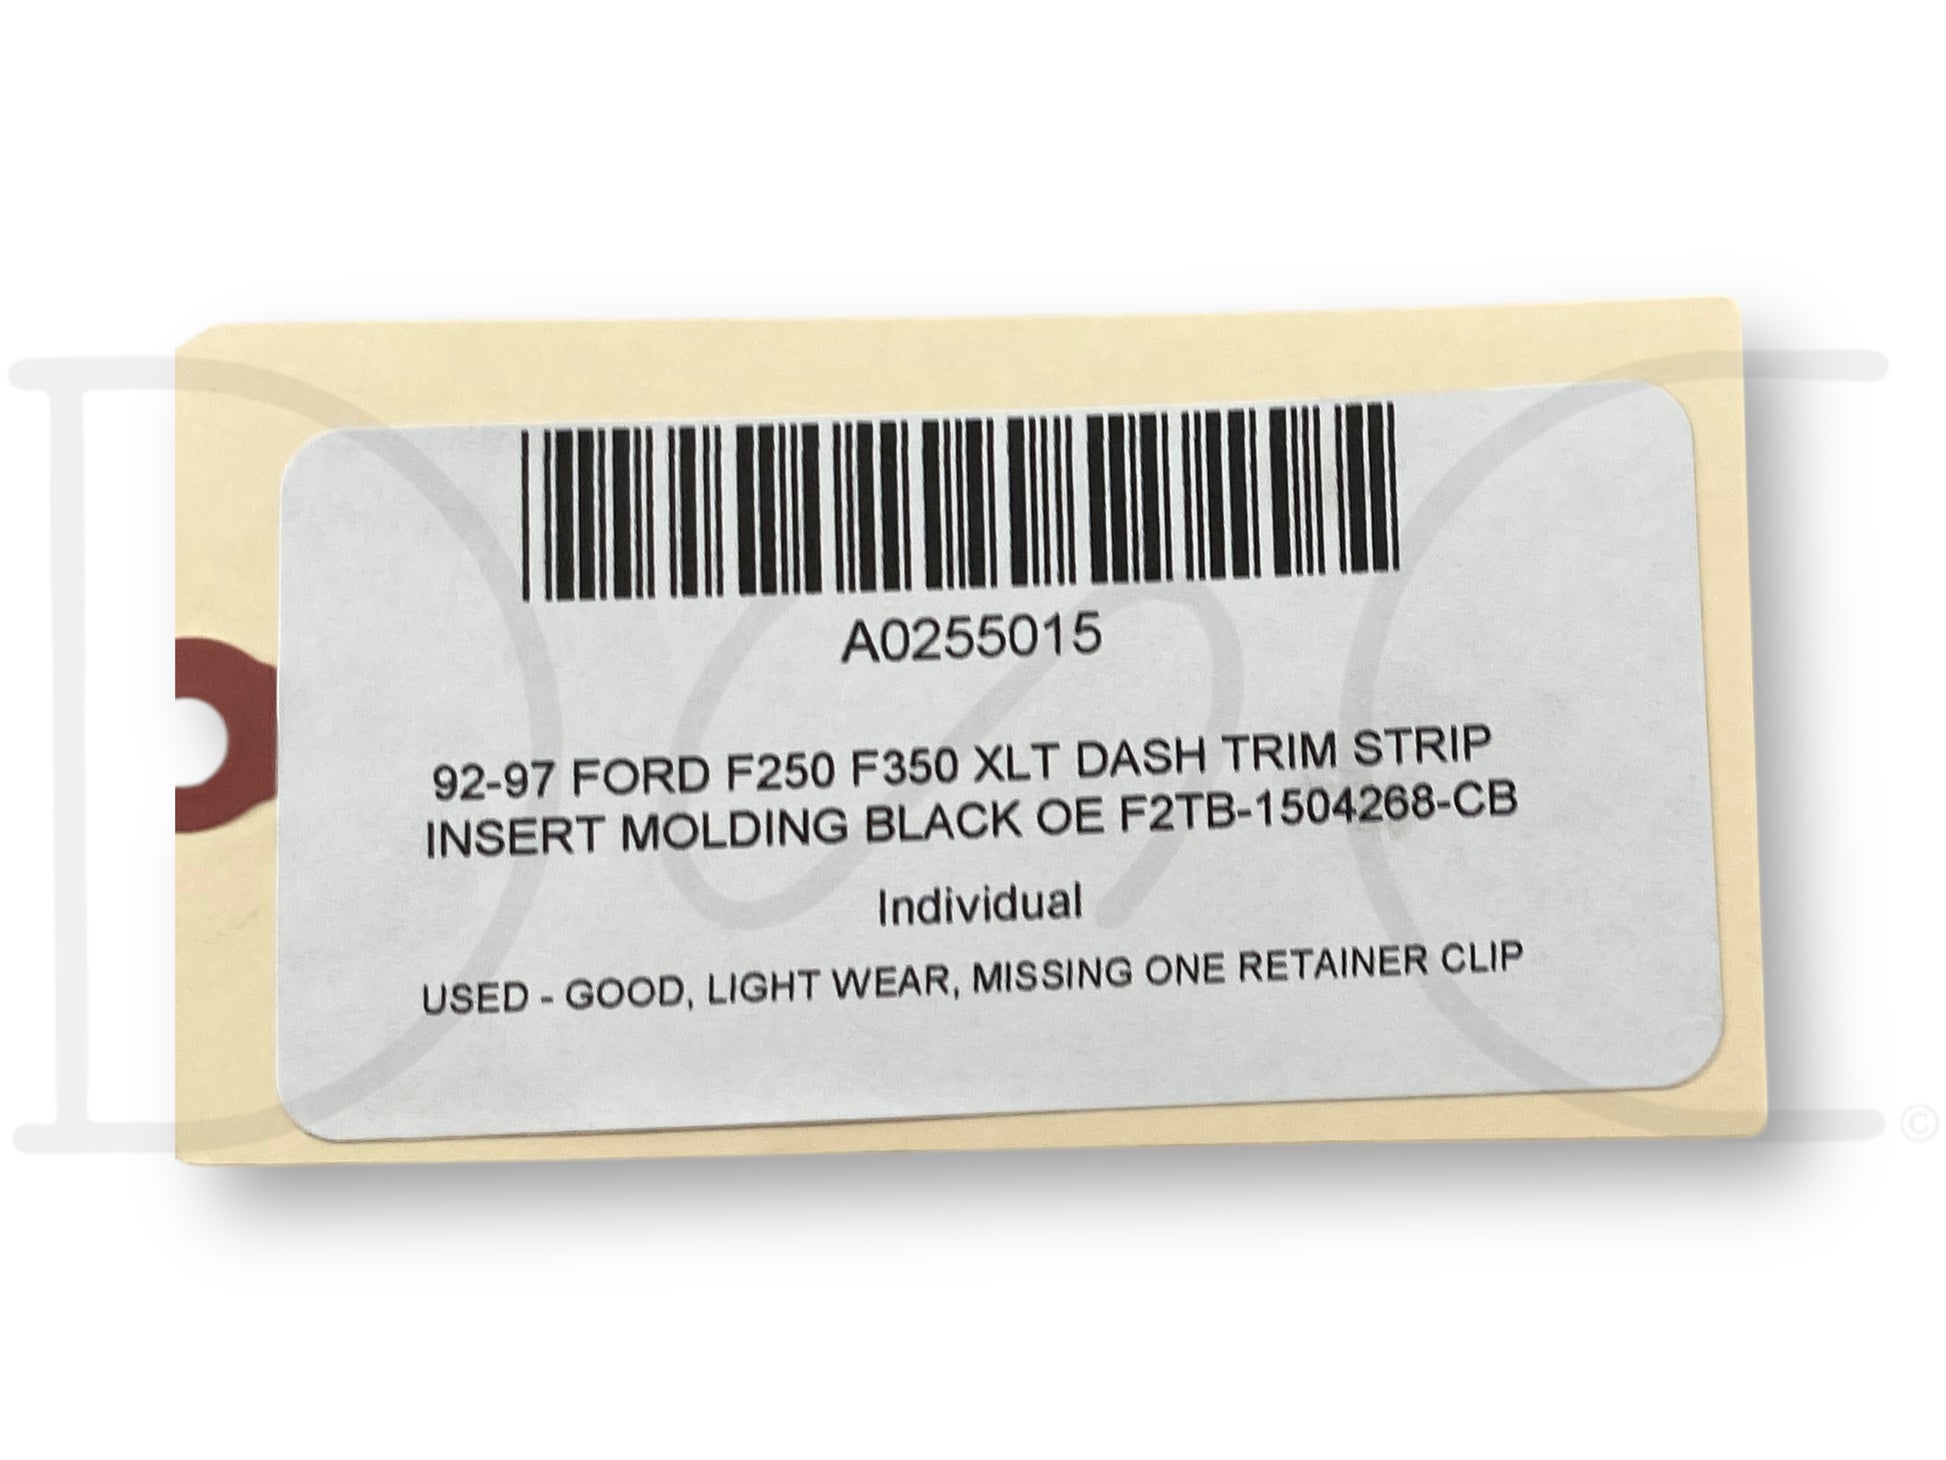 A0255015
92-97 FORD F250 F350 XLT DASH TRIM STRIP
INSERT MOLDING BLACK OE F2TB-1504268-CB
Individual
USED - GOOD, LIGHT WEAR, MISSING ONE RETAINER CLIP
©